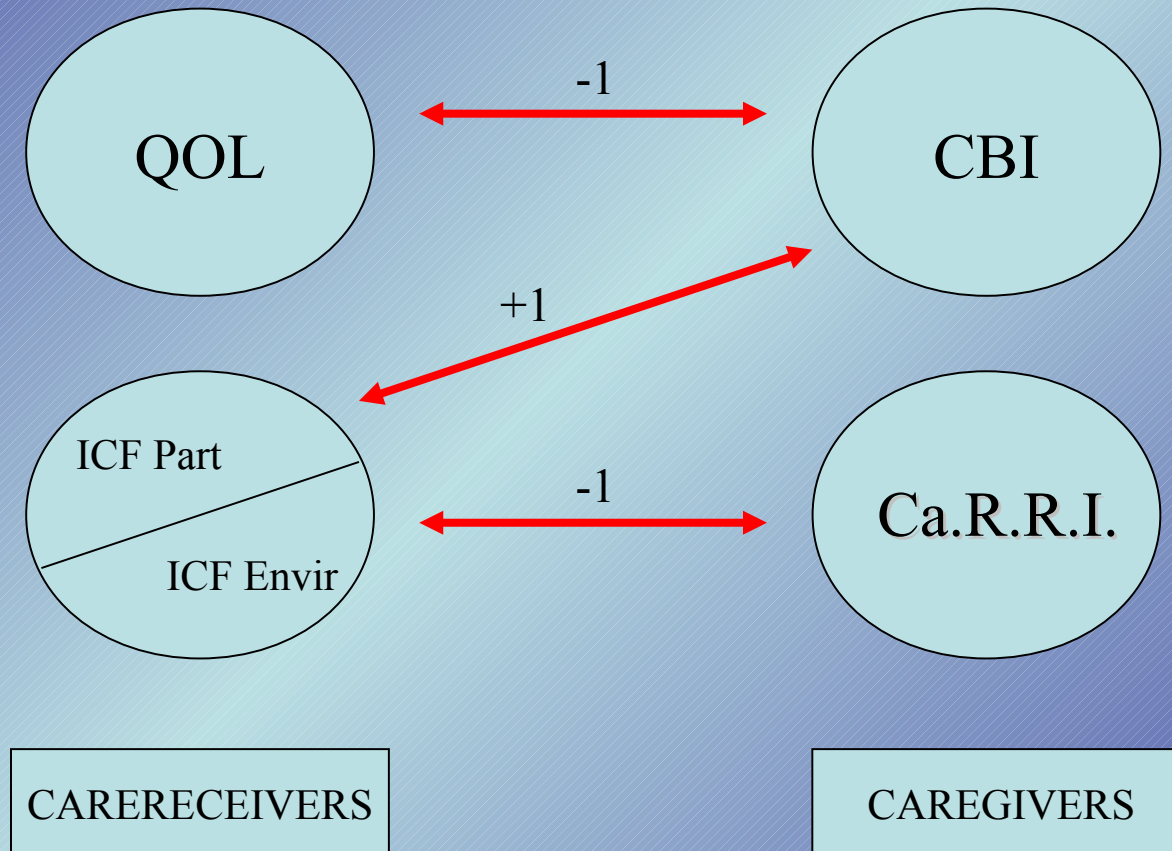 QOL
-1
CBI
+1
ICF Part
ICF Envir
-1
Ca.R.R.I.
CARERECEIVERS
CAREGIVERS